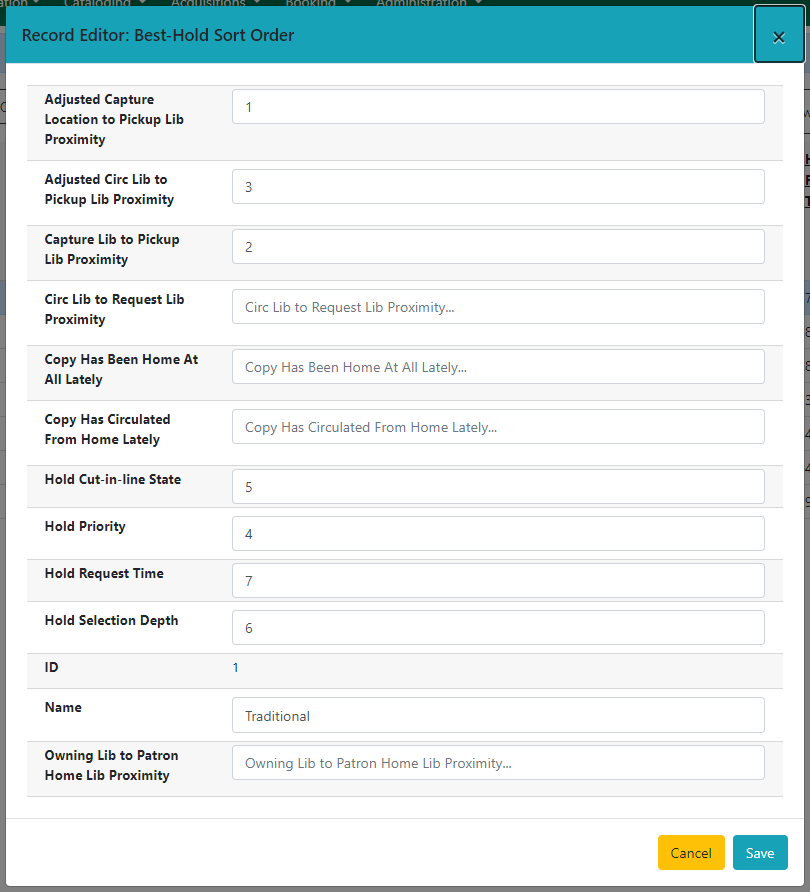 Cataloging Acquisitions Booking Administration
Record Editor: Best-Hold Sort Order
×
Adjusted Capture
Location to Pickup Lib
Proximity
1
Adjusted Circ Lib to
Pickup Lib Proximity
3
Capture Lib to Pickup
Lib Proximity
2
Circ Lib to Request Lib
Proximity
Circ Lib to Request Lib Proximity...
Copy Has Been Home At
All Lately
Copy Has Been Home At All Lately...
Copy Has Circulated
From Home Lately
Copy Has Circulated From Home Lately...
Hold Cut-in-line State
5
Hold Priority
4
Hold Request Time
7
Hold Selection Depth
6
ID
1
Name
Traditional
Owning Lib to Patron
Home Lib Proximity
Owning Lib to Patron Home Lib Proximity...
Cancel
Save